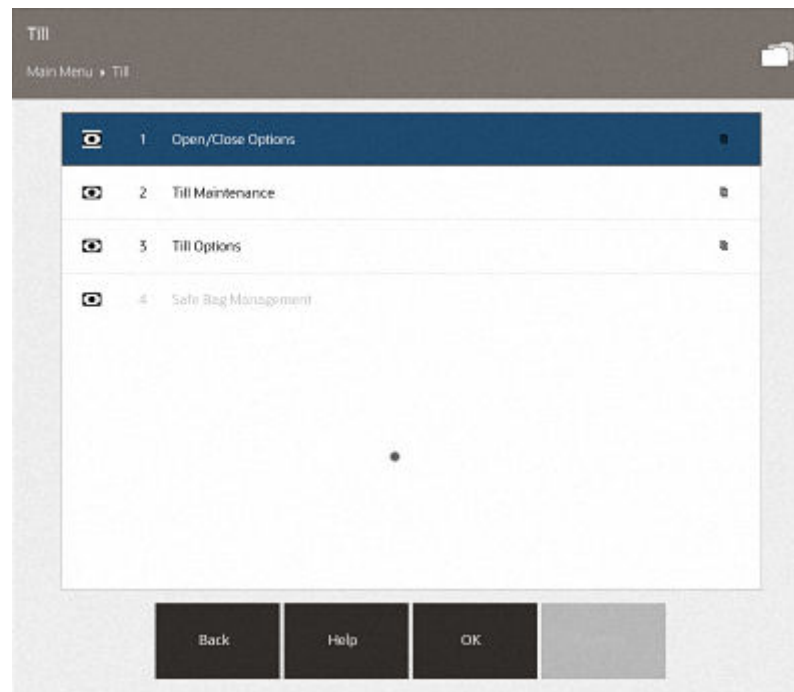 Till
Main Menu ▸ Till
1 Open/Close Options
2 Till Maintenance
3 Till Options
4 Safe Bag Management
Back Help OK